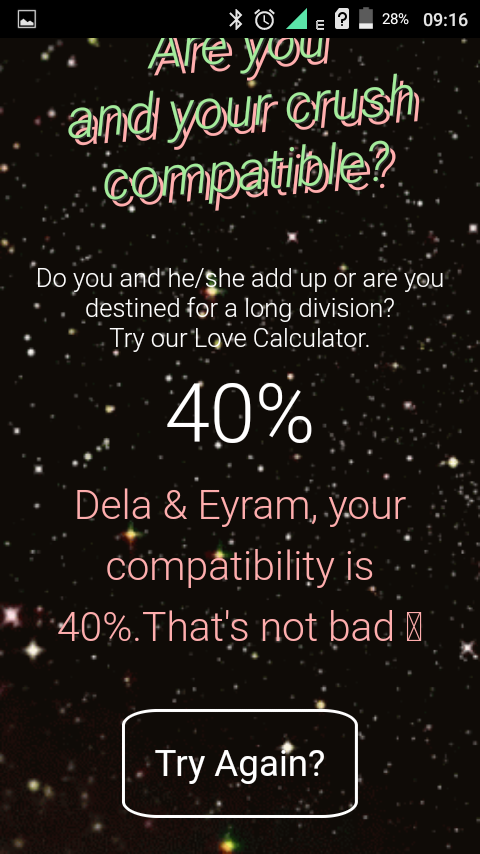 E
28%
09:16
Are you
and your crush
compatible?
Do you and he/she add up or are you
destined for a long division?
Try our Love Calculator.
40%
Dela & Eyram, your
compatibility is
40%.That's not bad
Try Again?